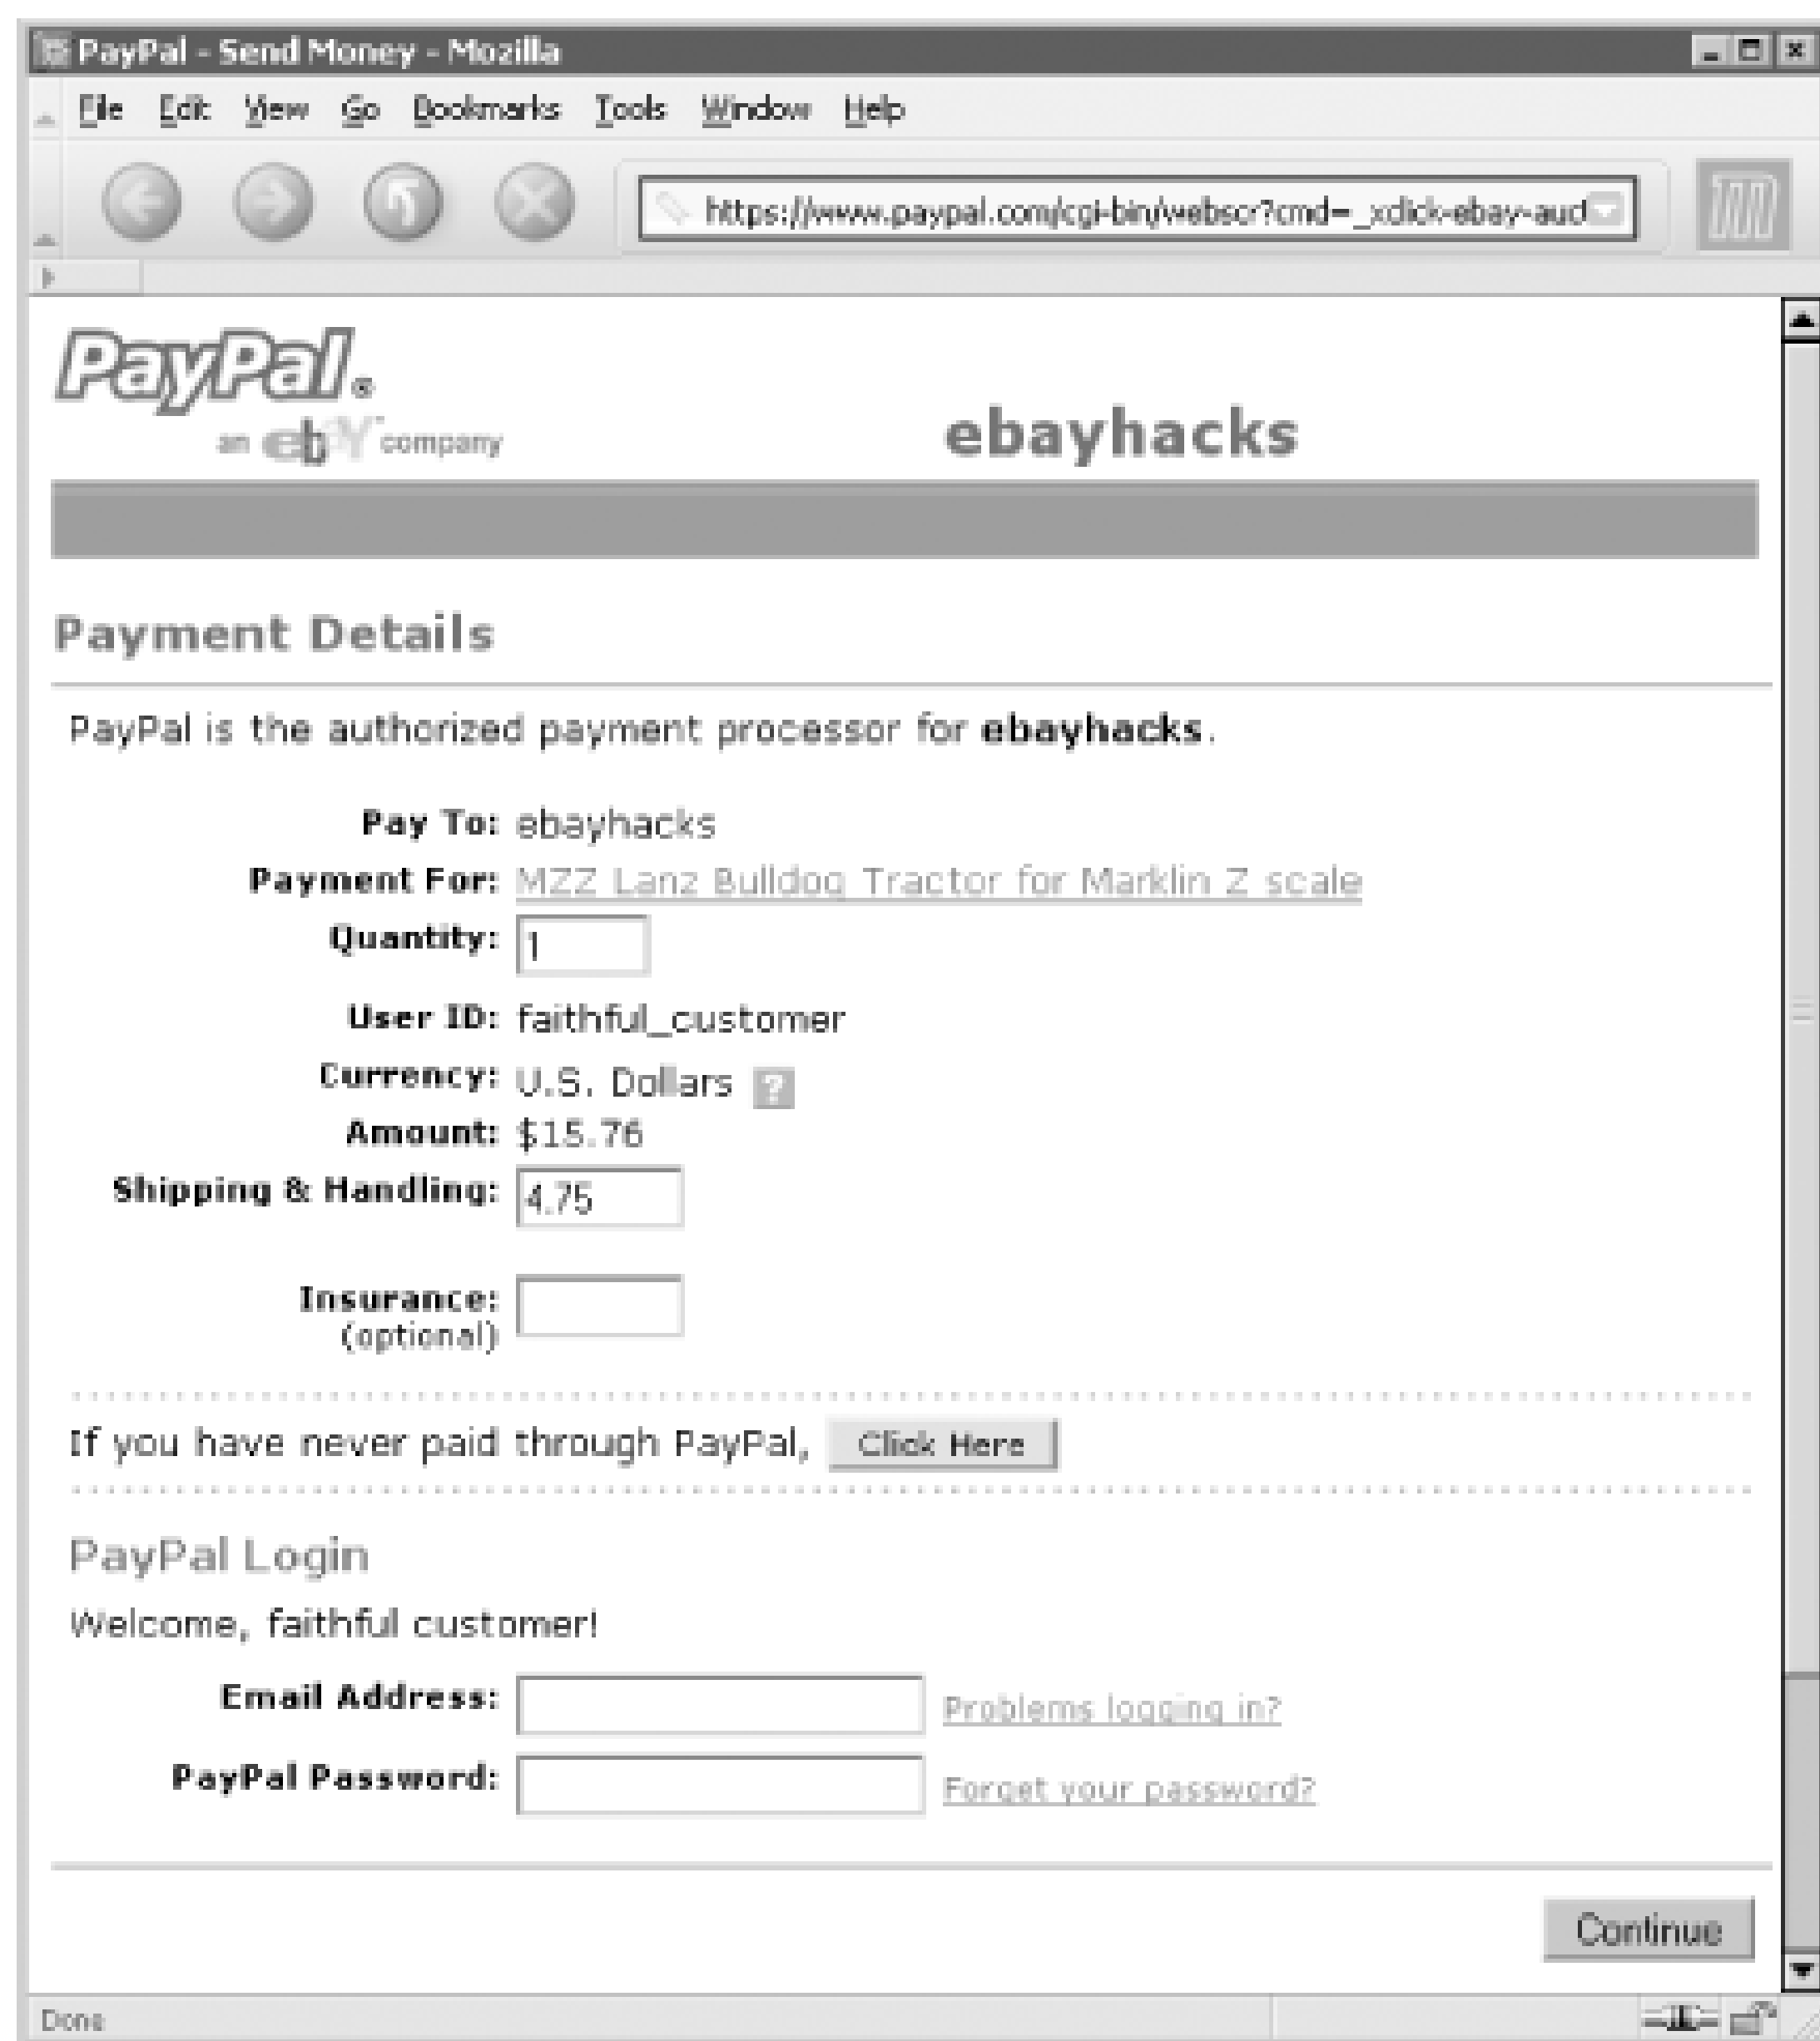 PayPal - Send Money - Mozilla
File Edit View Go Bookmarks Tools Window Help
https://www.paypal.com/cgi-bin/webscr?cmd=_xclick-ebay-auct
PayPal®
an ebY™ company
ebayhacks
Payment Details
PayPal is the authorized payment processor for ebayhacks.
Pay To: ebayhacks
Payment For: MZZ Lanz Bulldog Tractor for Marklin Z scale
Quantity: 1
User ID: faithful_customer
Currency: U.S. Dollars ?
Amount: $15.76
Shipping & Handling: 4.75
Insurance:
(optional)
If you have never paid through PayPal, Click Here
PayPal Login
Welcome, faithful customer!
Email Address: Problems logging in?
PayPal Password: Forget your password?
Continue
Done